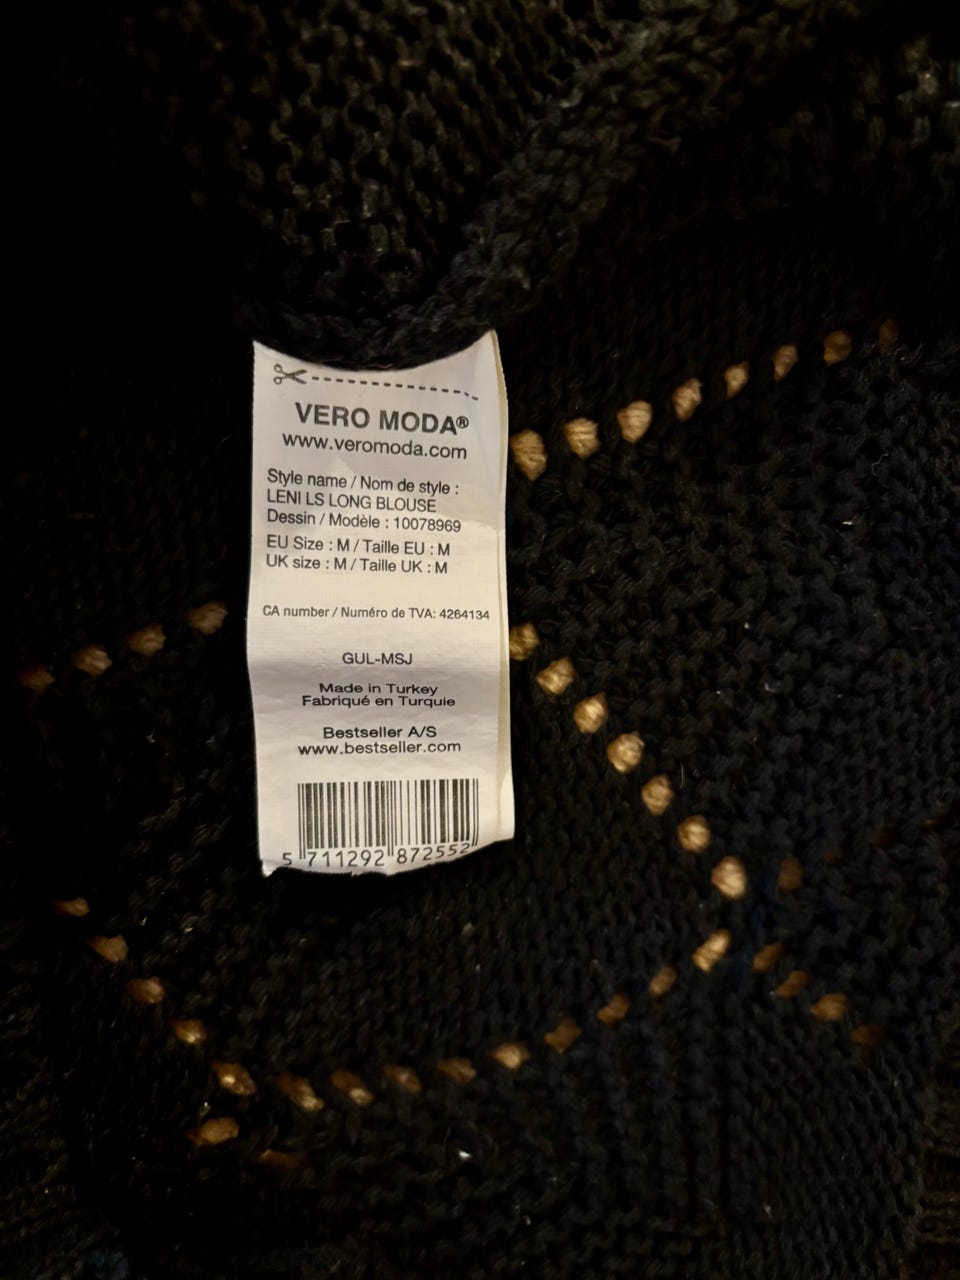 VERO MODA®
www.veromoda.com
Style name / Nom de style :
LENI LS LONG BLOUSE
Dessin / Modèle : 10078969
EU Size : M / Taille EU : M
UK size : M / Taille UK : M
CA number / Numéro de TVA: 4264134
GUL-MSJ
Made in Turkey
Fabriqué en Turquie
Bestseller A/S
www.bestseller.com
5 711292 872552